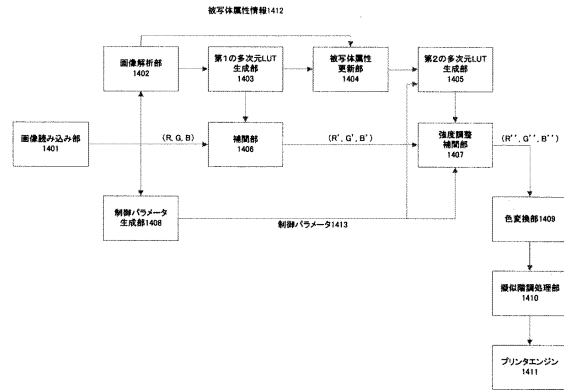 被写体属性情報1412
画像解析部
1402
第1の多次元LUT
生成部
1403
被写体属性
更新部
1404
第2の多次元LUT
生成部
1405
画像読み込み部
1401
(R, G, B)
補間部
1406
(R', G', B')
強度調整
補間部
1407
(R'', G'', B'')
制御パラメータ
生成部1408
制御パラメータ1413
色変換部1409
擬似階調処理部
1410
プリンタエンジン
1411